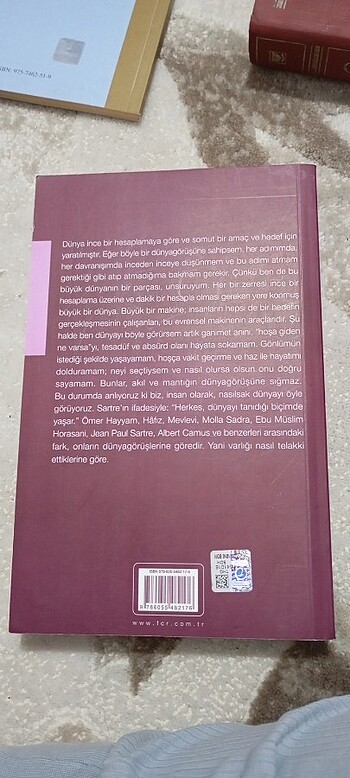 ISBN: 975-7462-51-9
Dünya ince bir hesaplamaya göre ve somut bir amaç ve hedef için
yaratılmıştır. Eğer böyle bir dünyagörüşüne sahipsem, her adımımda,
her davranışımda inceden inceye düşünmem ve bu adımı atmam
gerektiği gibi atıp atmadığıma bakmam gerekir. Çünkü ben de bu
büyük dünyanın bir parçası, unsuruyum. Her bir zerresi ince bir
hesaplama üzerine ve dakik bir hesapla olması gereken yere konmuş
büyük bir dünya. Büyük bir makine; insanların hepsi de bir hedefin
gerçekleşmesinin çalışanları, bu evrensel makinenin araçlarıdır. Şu
halde ben dünyayı böyle görürsem artık ganimet anını, "hoşa giden
ne varsa"yı, tesadüf ve absürd olanı hayata sokamam. Gönlümün
istediği şekilde yaşayamam, hoşça vakit geçirme ve haz ile hayatımı
dolduramam; neyi seçtiysem ve nasıl olursa olsun onu doğru
sayamam. Bunlar, akıl ve mantığın dünyagörüşüne sığmaz.
Bu durumda anlıyoruz ki biz, insan olarak, nasılsak dünyayı öyle
görüyoruz. Sartre'ın ifadesiyle: "Herkes, dünyayı tanıdığı biçimde
yaşar." Ömer Hayyam, Hâfız, Mevlevi, Molla Sadra, Ebu Müslim
Horasani, Jean Paul Sartre, Albert Camus ve benzerleri arasındaki
fark, onların dünyagörüşlerine göredir. Yani varlığı nasıl telakki
ettiklerine göre.
www.fcr.com.tr